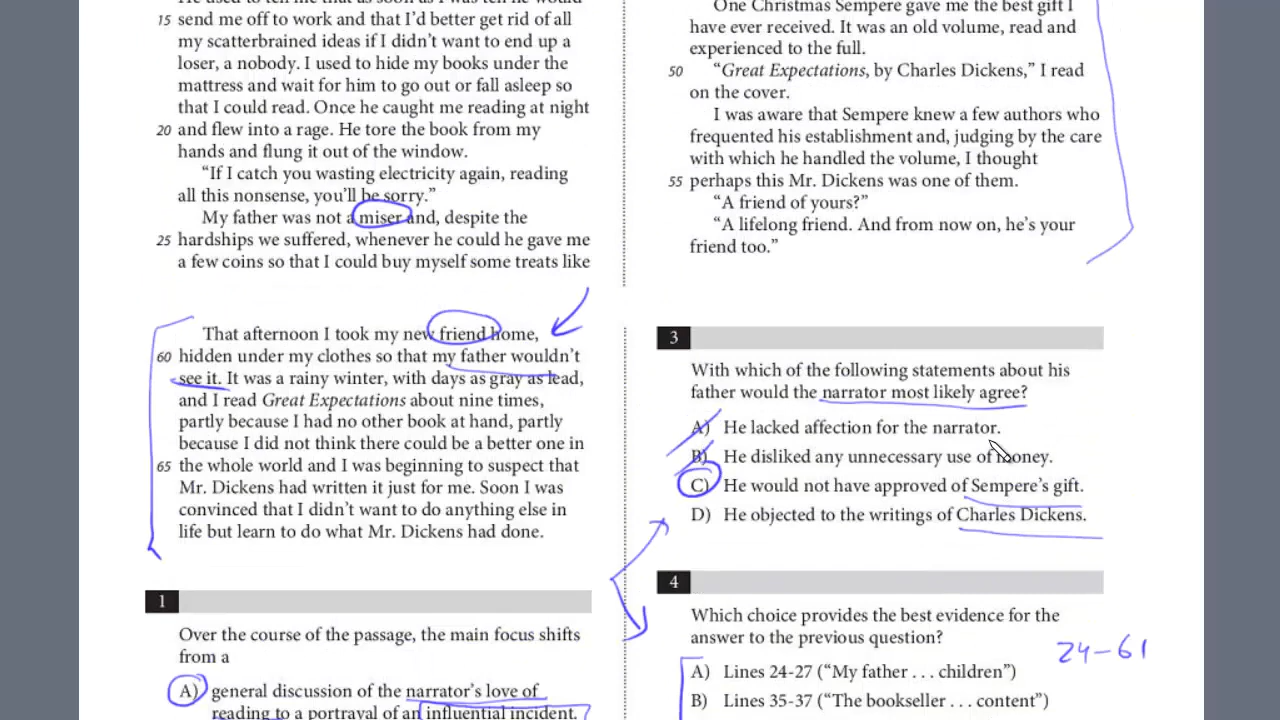 He used to tell me that as soon as I was tall he would
15 send me off to work and that I'd better get rid of all
my scatterbrained ideas if I didn't want to end up a
loser, a nobody. I used to hide my books under the
mattress and wait for him to go out or fall asleep so
that I could read. Once he caught me reading at night
20 and flew into a rage. He tore the book from my
hands and flung it out of the window.
“If I catch you wasting electricity again, reading
all this nonsense, you'll be sorry.”
My father was not a miser and, despite the
25 hardships we suffered, whenever he could he gave me
a few coins so that I could buy myself some treats like
One Christmas Sempere gave me the best gift I
have ever received. It was an old volume, read and
experienced to the full.
50 “Great Expectations, by Charles Dickens,” I read
on the cover.
I was aware that Sempere knew a few authors who
frequented his establishment and, judging by the care
with which he handled the volume, I thought
55 perhaps this Mr. Dickens was one of them.
“A friend of yours?”
“A lifelong friend. And from now on, he's your
friend too.”
That afternoon I took my new friend home,
60 hidden under my clothes so that my father wouldn't
see it. It was a rainy winter, with days as gray as lead,
and I read Great Expectations about nine times,
partly because I had no other book at hand, partly
because I did not think there could be a better one in
65 the whole world and I was beginning to suspect that
Mr. Dickens had written it just for me. Soon I was
convinced that I didn't want to do anything else in
life but learn to do what Mr. Dickens had done.
1
Over the course of the passage, the main focus shifts
from a
A) general discussion of the narrator's love of
reading to a portrayal of an influential incident.
3
With which of the following statements about his
father would the narrator most likely agree?
A) He lacked affection for the narrator.
B) He disliked any unnecessary use of money.
C) He would not have approved of Sempere's gift.
D) He objected to the writings of Charles Dickens.
4
Which choice provides the best evidence for the
answer to the previous question?
24-61
A) Lines 24-27 (“My father . . . children”)
B) Lines 35-37 (“The bookseller . . . content”)